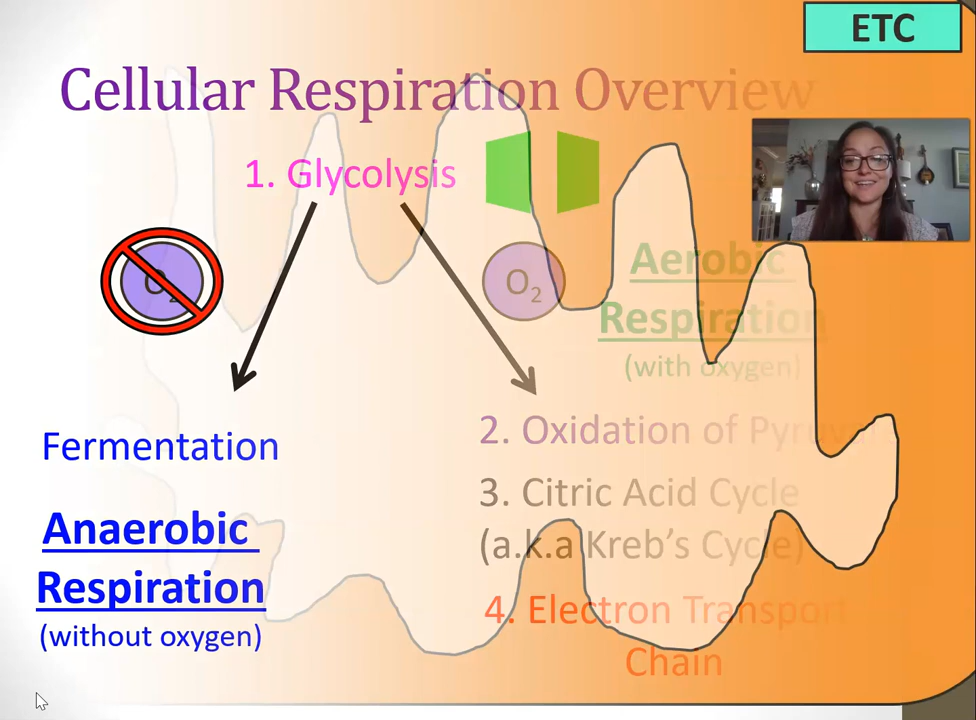 ETC
Cellular Respiration Overview
1. Glycolysis
O2
O2
Aerobic
Respiration
(with oxygen)
Fermentation
Anaerobic
Respiration
(without oxygen)
2. Oxidation of Pyruvate
3. Citric Acid Cycle
(a.k.a Kreb's Cycle)
4. Electron Transport
Chain